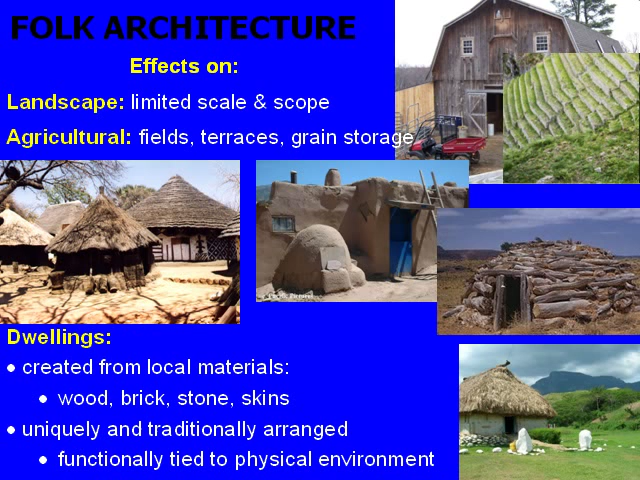 FOLK ARCHITECTURE
Effects on:
Landscape: limited scale & scope
Agricultural: fields, terraces, grain storage
Dwellings:
• created from local materials:
• wood, brick, stone, skins
• uniquely and traditionally arranged
• functionally tied to physical environment